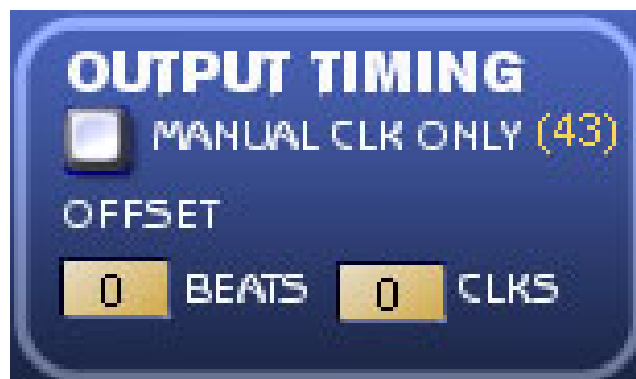 OUTPUT TIMING
MANUAL CLK ONLY (43)
OFFSET
0 BEATS 0 CLKS